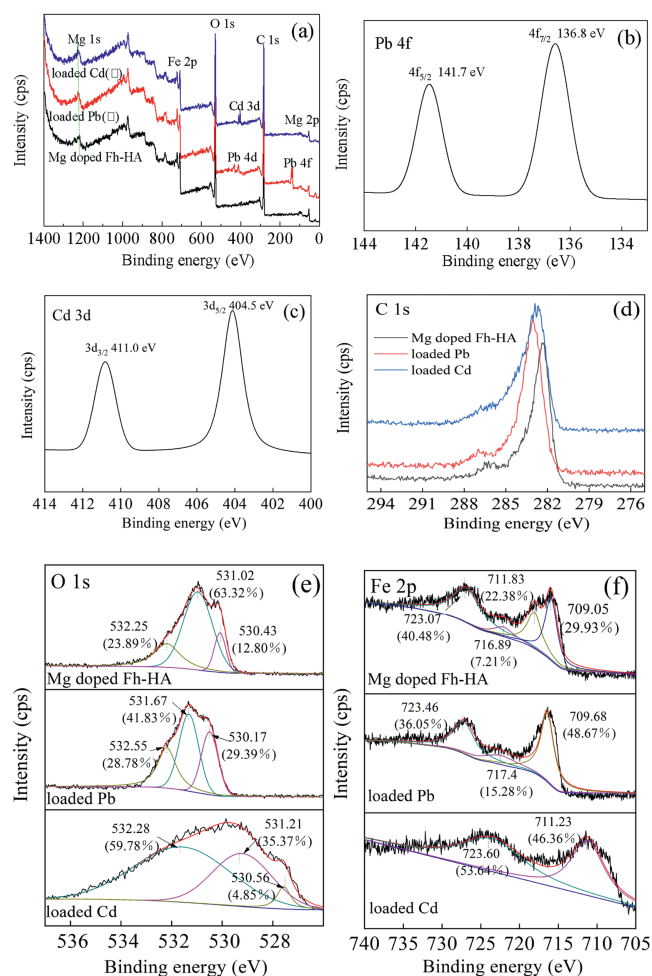 (a)
O 1s
C 1s
Mg 1s
Fe 2p
loaded Cd(□)
Cd 3d
Mg 2p
loaded Pb(□)
Pb 4d
Pb 4f
Mg doped Fh-HA
Intensity (cps)
1400 1200 1000 800 600 400 200 0
Binding energy (eV)
(b)
Pb 4f
4f7/2 136.8 eV
4f5/2 141.7 eV
Intensity (cps)
144 142 140 138 136 134
Binding energy (eV)
(c)
Cd 3d
3d5/2 404.5 eV
3d3/2 411.0 eV
Intensity (cps)
414 412 410 408 406 404 402 400
Binding energy (eV)
(d)
C 1s
Mg doped Fh-HA
loaded Pb
loaded Cd
Intensity (cps)
294 291 288 285 282 279 276
Binding energy (eV)
O 1s
(e)
531.02
(63.32%)
532.25
(23.89%)
530.43
(12.80%)
Mg doped Fh-HA
531.67
(41.83%)
530.17
(29.39%)
532.55
(28.78%)
loaded Pb
532.28
(59.78%)
531.21
(35.37%)
530.56
(4.85%)
loaded Cd
Intensity (cps)
536 534 532 530 528
Binding energy (eV)
Fe 2p
(f)
711.83
(22.38%)
709.05
(29.93%)
723.07
(40.48%)
716.89
(7.21%)
Mg doped Fh-HA
723.46
(36.05%)
709.68
(48.67%)
717.4
(15.28%)
loaded Pb
711.23
(46.36%)
723.60
(53.64%)
loaded Cd
Intensity (cps)
740 735 730 725 720 715 710 705
Binding energy (eV)